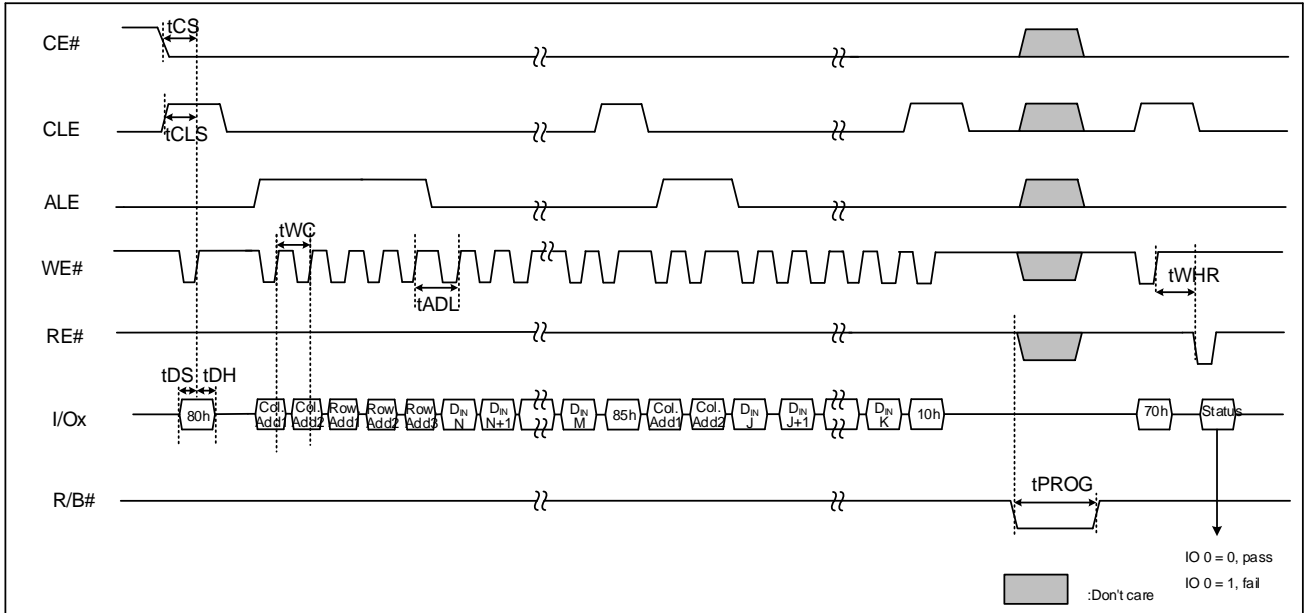 CE#
tCS
CLE
tCLS
ALE
WE#
tWC
tADL
tWHR
RE#
tDS
tDH
I/Ox
80h
Col. Add1
Col. Add2
Row Add1
Row Add2
Row Add3
DIN N
DIN N+1
DIN M
85h
Col. Add1
Col. Add2
DIN J
DIN J+1
DIN K
10h
70h
Status
R/B#
tPROG
IO 0 = 0, pass
IO 0 = 1, fail
:Don't care